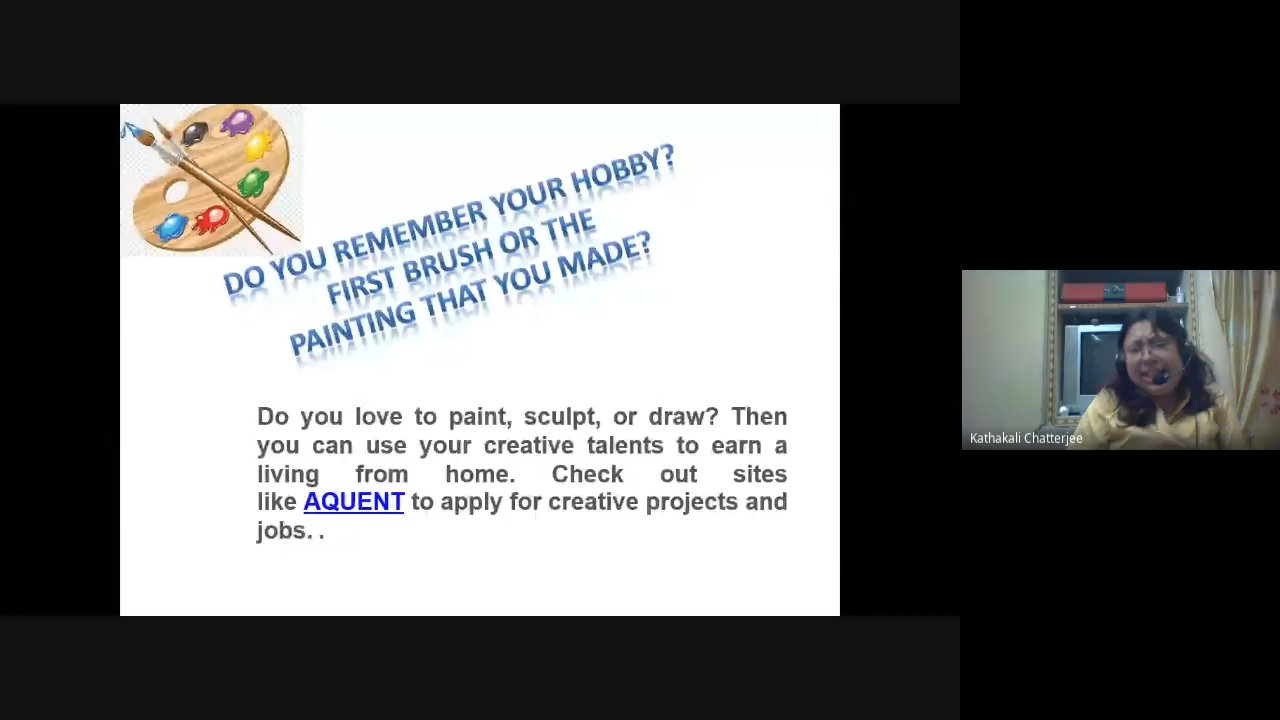 DO YOU REMEMBER YOUR HOBBY?
FIRST BRUSH OR THE
PAINTING THAT YOU MADE?
Do you love to paint, sculpt, or draw? Then
you can use your creative talents to earn a
living from home. Check out sites
like AQUENT to apply for creative projects and
jobs. .
Kathakali Chatterjee